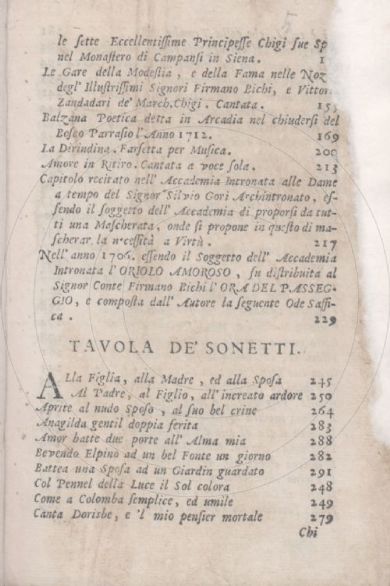 le sette Eccellentissime Principesse Chigi sue Sp
nel Monastero di Campansi in Siena. 1
Le Gare della Modestia, e della Fama nelle Noz
degl' Illustrissimi Signori Firmano Bichi, e Vittor
Zandadari de' March. Chigi. Cantata. 155
Balzana Poetica detta in Arcadia nel chiudersi del
Bosco Parrasio l'Anno 1712. 169
La Dirindina. Farsetta per Musica. 200
Amore in Ritiro. Cantata a voce sola. 213
Capitolo recitato nell' Accademia Intronata alle Dame
a tempo del Signor Silvio Gori Archintronato, es-
sendo il soggetto dell' Accademia di proporsi da tut-
ti una Mascherata, onde si propone in questo di ma-
scherar la necessità a Virtù. 217
Nell' anno 1706. essendo il Soggetto dell' Accademia
Intronata l'ORIOLO AMOROSO, fu distribuita al
Signor Conte Firmano Bichi l'ORA DEL PASSEG-
GIO, e composta dall' Autore la seguente Ode Saffi-
ca. 229
TAVOLA DE' SONETTI.
ALla Figlia, alla Madre, ed alla Sposa 245
Al Padre, al Figlio, all' increato ardore 250
Aprite al nudo Sposo, al suo bel crine 264
Anagilda gentil doppia ferita 283
Amor batte due porte all' Alma mia 288
Bevendo Elpino ad un bel Fonte un giorno 282
Battea una Sposa ad un Giardin guardato 291
Col Pennel della Luce il Sol colora 248
Come a Colomba semplice, ed umile 249
Canta Dorisbe, e 'l mio pensier mortale 279
Chi